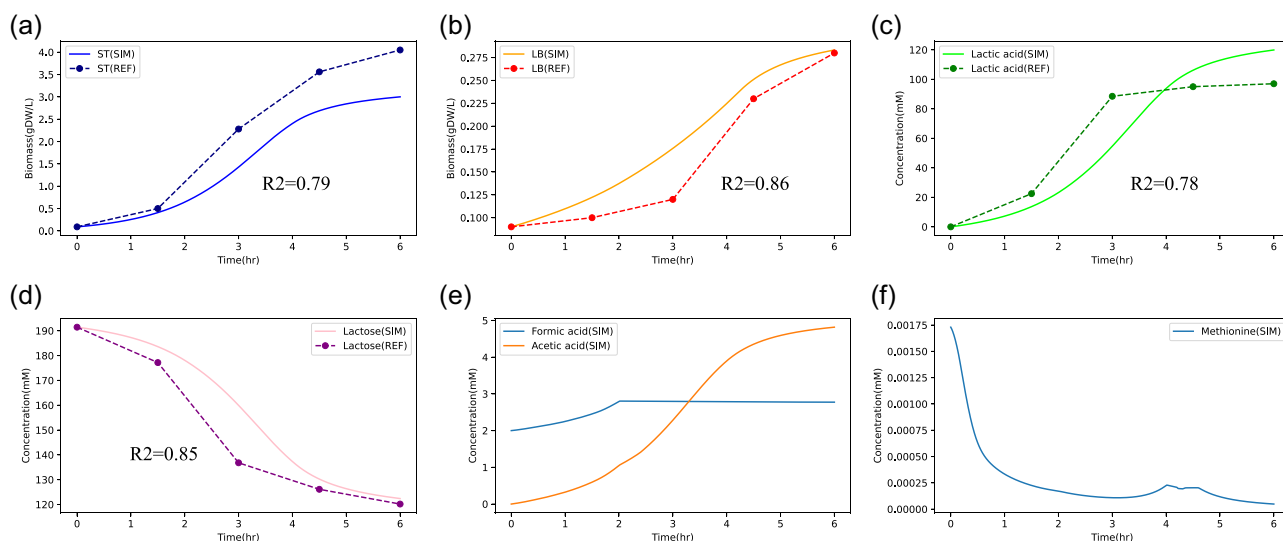 (a)
ST(SIM)
ST(REF)
4.0
3.5
3.0
2.5
2.0
1.5
1.0
0.5
0.0
Biomass(gDW/L)
R2=0.79
0 1 2 3 4 5 6
Time(hr)
(b)
LB(SIM)
LB(REF)
0.275
0.250
0.225
0.200
0.175
0.150
0.125
0.100
Biomass(gDW/L)
R2=0.86
0 1 2 3 4 5 6
Time(hr)
(c)
Lactic acid(SIM)
Lactic acid(REF)
120
100
80
60
40
20
0
Concentration(mM)
R2=0.78
0 1 2 3 4 5 6
Time(hr)
(d)
Lactose(SIM)
Lactose(REF)
190
180
170
160
150
140
130
120
Concentration(mM)
R2=0.85
0 1 2 3 4 5 6
Time(hr)
(e)
Formic acid(SIM)
Acetic acid(SIM)
5
4
3
2
1
0
Concentration(mM)
0 1 2 3 4 5 6
Time(hr)
(f)
Methionine(SIM)
0.00175
0.00150
0.00125
0.00100
0.00075
0.00050
0.00025
0.00000
Concentration(mM)
0 1 2 3 4 5 6
Time(hr)